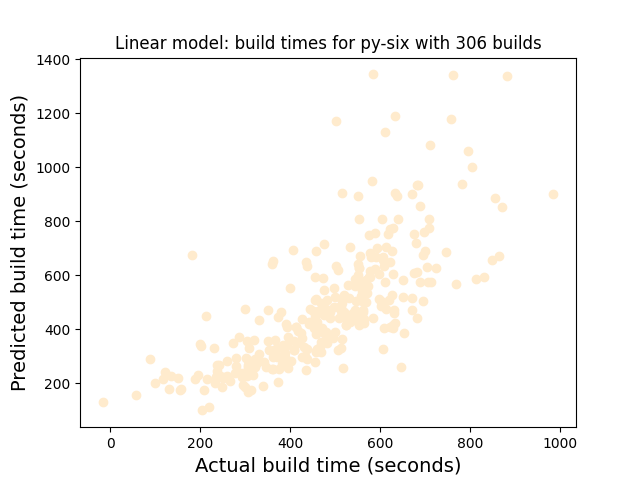 Linear model: build times for py-six with 306 builds
Predicted build time (seconds)
1400
1200
1000
800
600
400
200
0 200 400 600 800 1000
Actual build time (seconds)